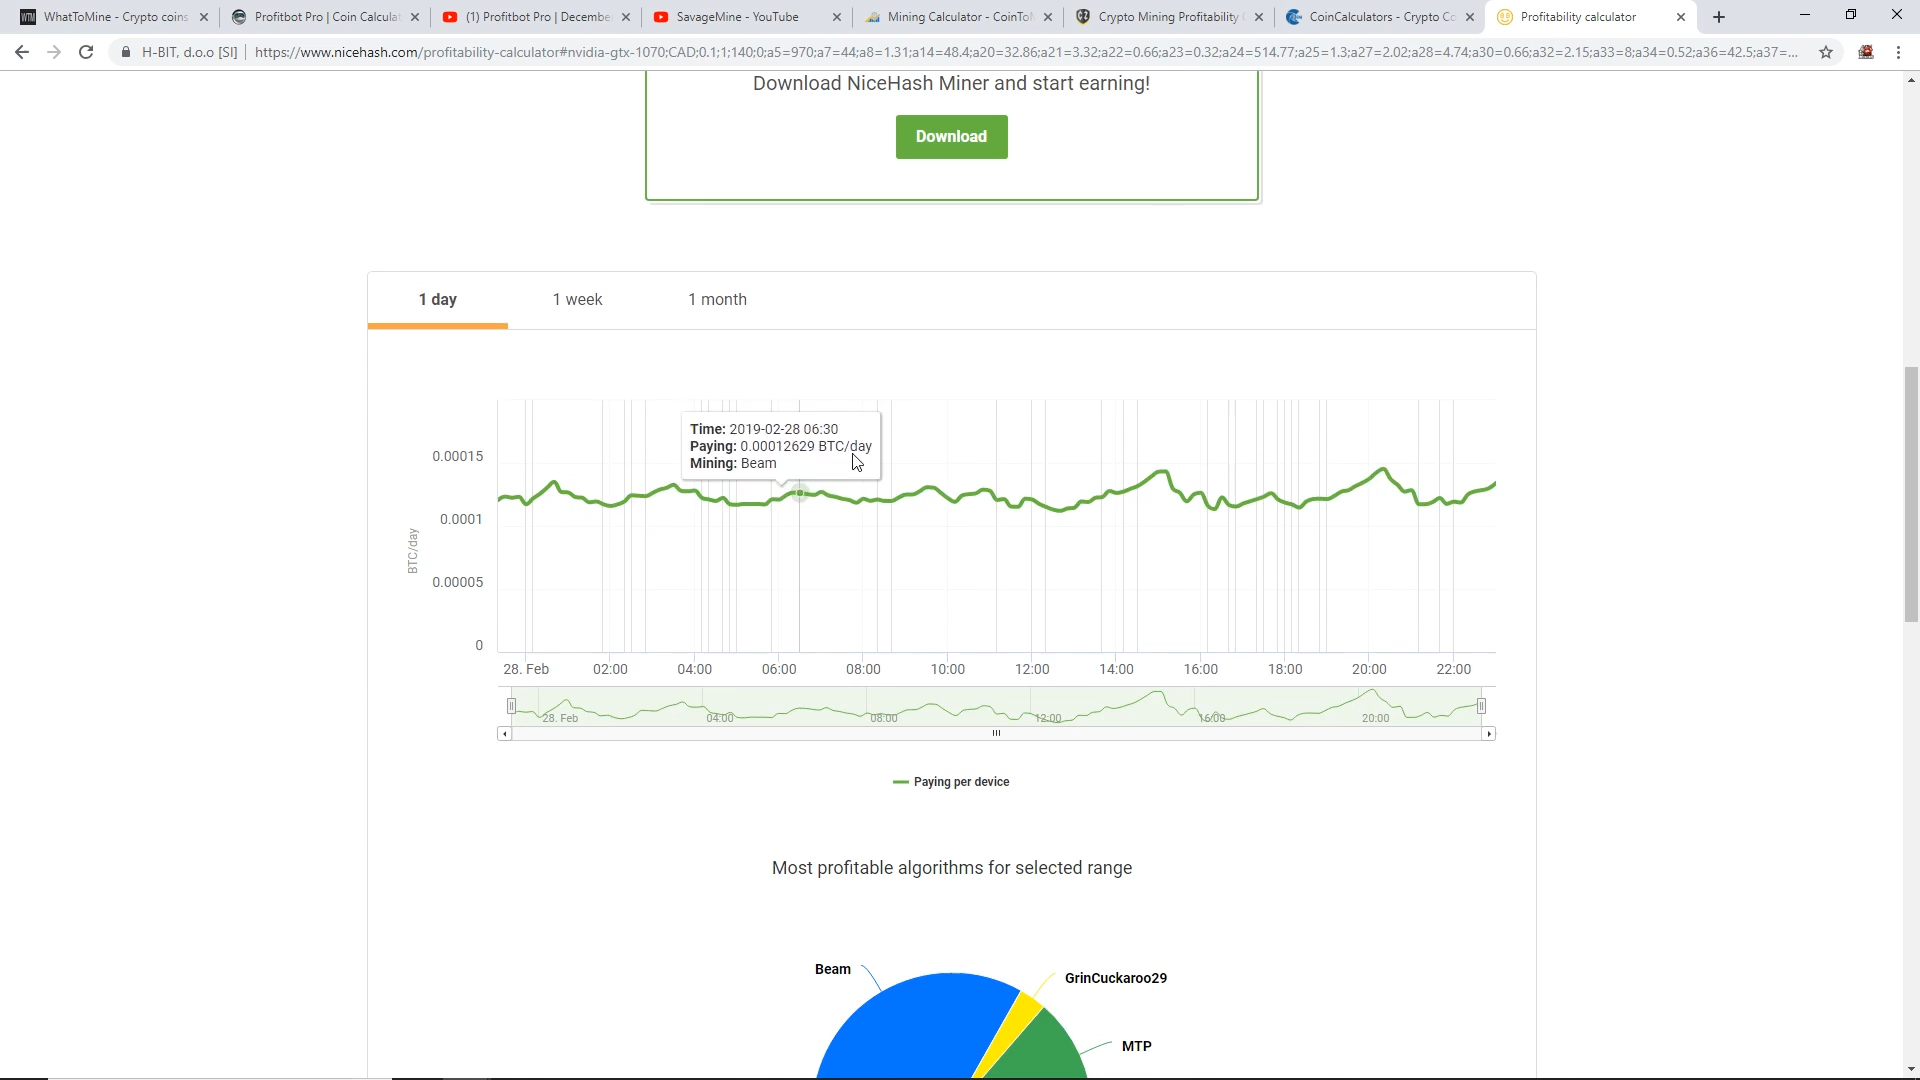 WTM WhatToMine - Crypto coins
Profitbot Pro | Coin Calculat
(1) Profitbot Pro | Decembe
SavageMine - YouTube
Mining Calculator - CoinTo
Crypto Mining Profitability
CoinCalculators - Crypto Co
Profitability calculator
H-BIT, d.o.o [SI]
https://www.nicehash.com/profitability-calculator#nvidia-gtx-1070;CAD;0.1;1;140;0;a5=970;a7=44;a8=1.31;a14=48.4;a20=32.86;a21=3.32;a22=0.66;a23=0.32;a24=514.77;a25=1.3;a27=2.02;a28=4.74;a30=0.66;a32=2.15;a33=8;a34=0.52;a36=42.5;a37=...
Download NiceHash Miner and start earning!
Download
1 day 1 week 1 month
Time: 2019-02-28 06:30
Paying: 0.00012629 BTC/day
Mining: Beam
BTC/day
0.00015
0.0001
0.00005
0
28. Feb 02:00 04:00 06:00 08:00 10:00 12:00 14:00 16:00 18:00 20:00 22:00
28. Feb 04:00 08:00 12:00 16:00 20:00
Paying per device
Most profitable algorithms for selected range
Beam
GrinCuckaroo29
MTP